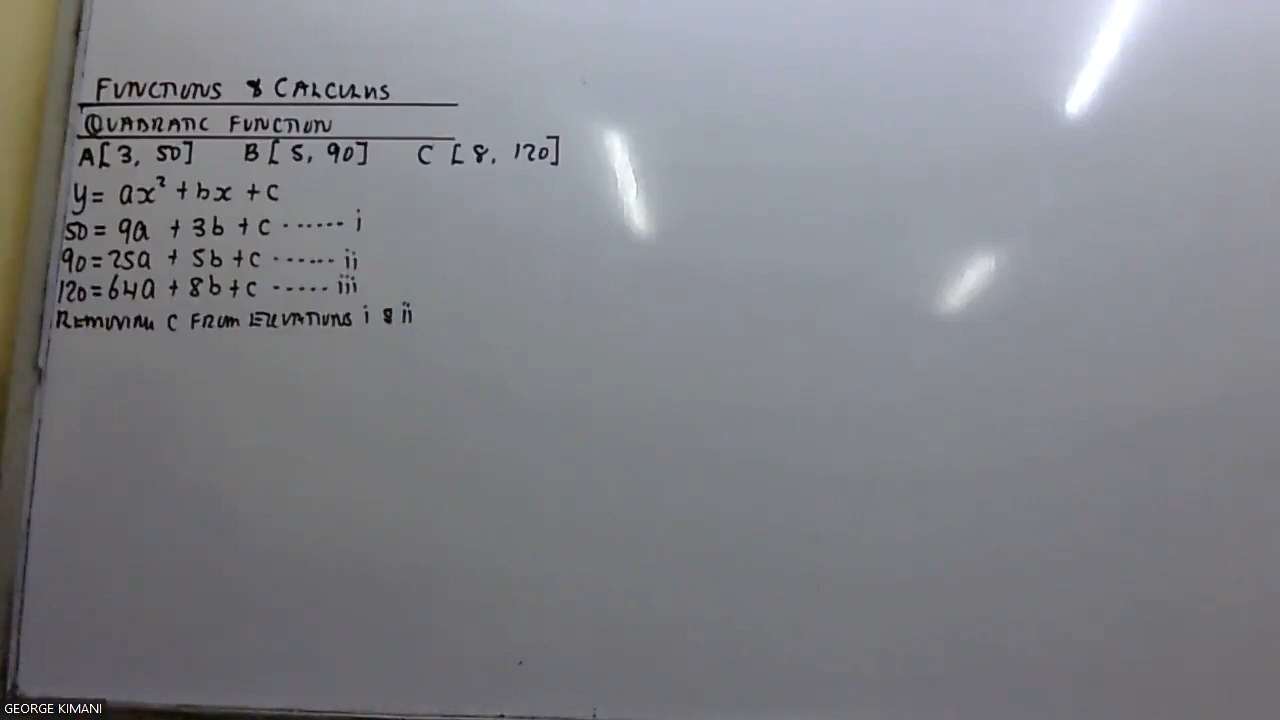 FUNCTIONS & CALCULUS
QUADRATIC FUNCTION
A[3, 50] B[5, 90] C[8, 120]
y = ax² + bx + c
50 = 9a + 3b + c ······· i
90 = 25a + 5b + c ······ ii
120 = 64a + 8b + c ····· iii
REMOVING C FROM EQUATIONS i & ii
GEORGE KIMANI